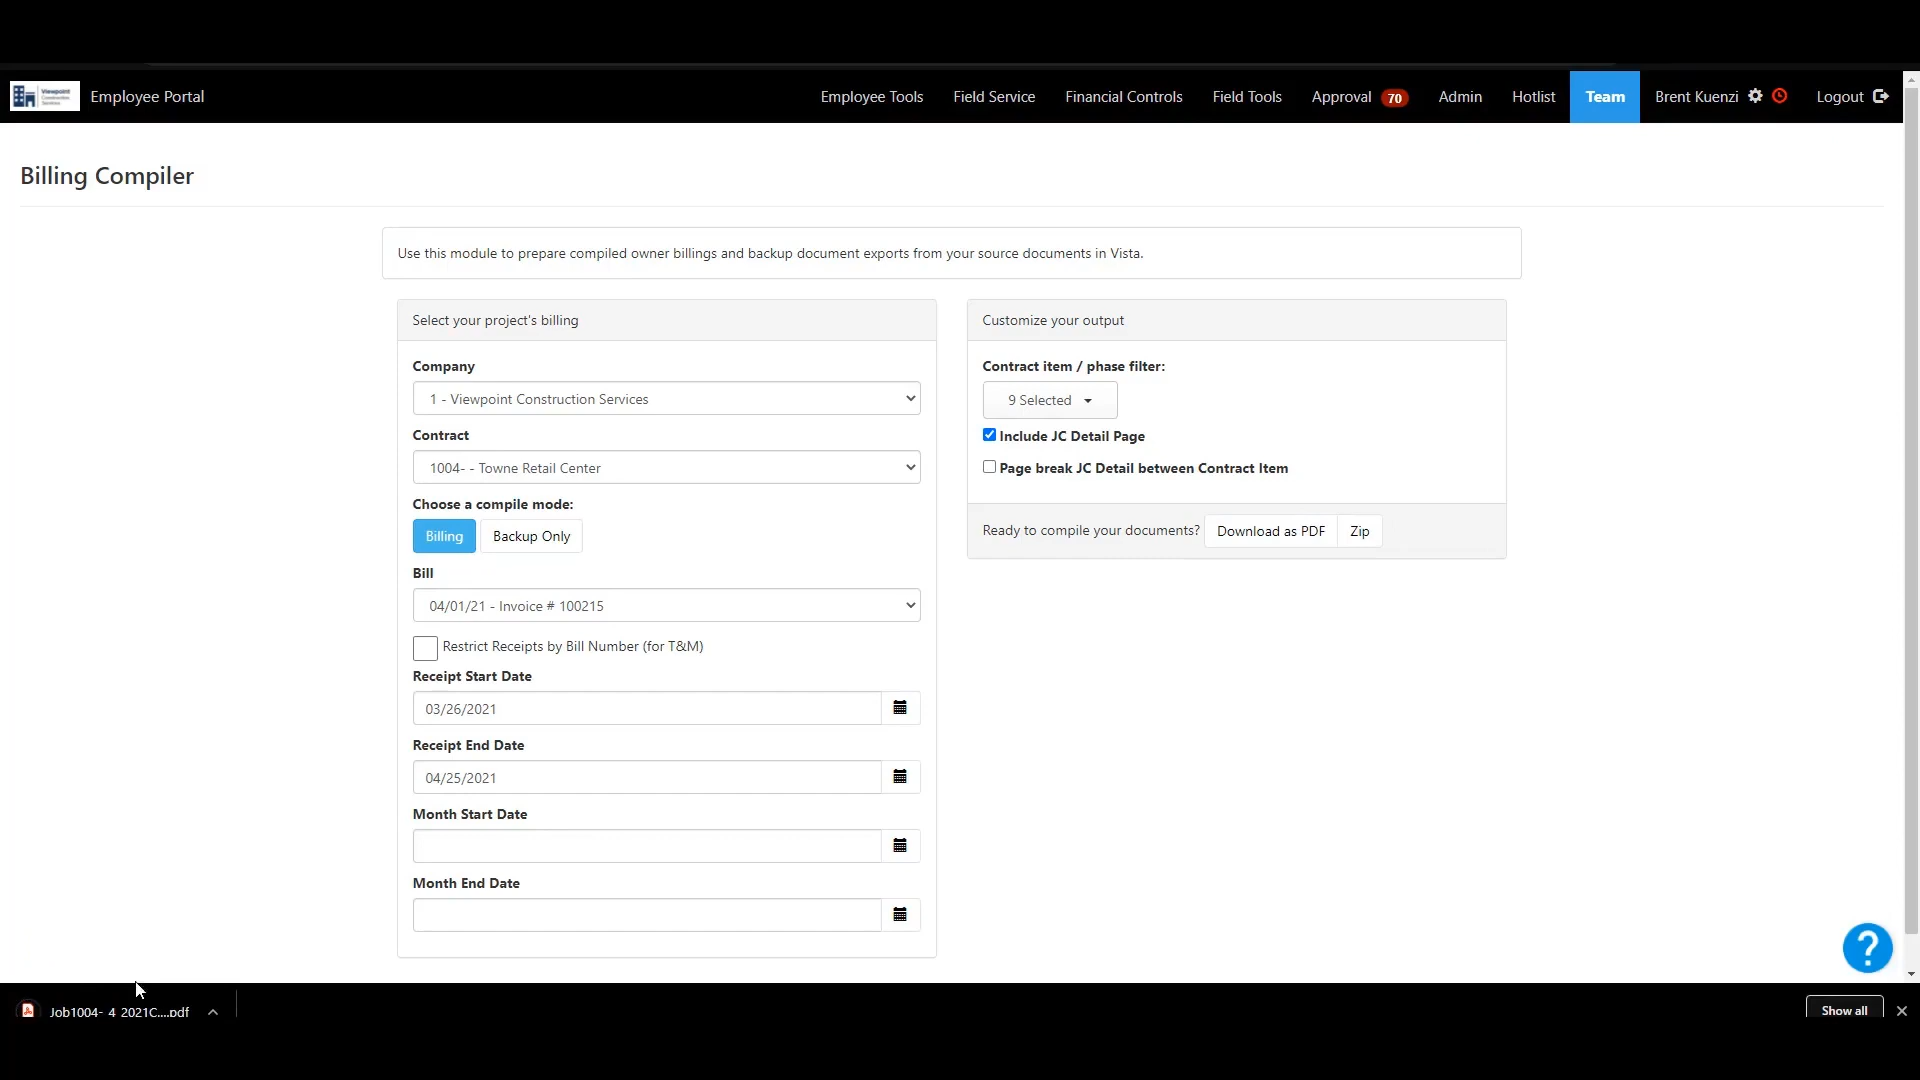 Viewpoint
Construction
Services
Employee Portal
Employee Tools
Field Service
Financial Controls
Field Tools
Approval 70
Admin
Hotlist
Team
Brent Kuenzi
Logout
Billing Compiler
Use this module to prepare compiled owner billings and backup document exports from your source documents in Vista.
Select your project's billing
Company
1 - Viewpoint Construction Services
Contract
1004- - Towne Retail Center
Choose a compile mode:
Billing
Backup Only
Bill
04/01/21 - Invoice # 100215
Restrict Receipts by Bill Number (for T&M)
Receipt Start Date
03/26/2021
Receipt End Date
04/25/2021
Month Start Date
Month End Date
Customize your output
Contract item / phase filter:
9 Selected
Include JC Detail Page
Page break JC Detail between Contract Item
Ready to compile your documents?
Download as PDF
Zip
?
Job1004-_4_2021C....pdf
Show all